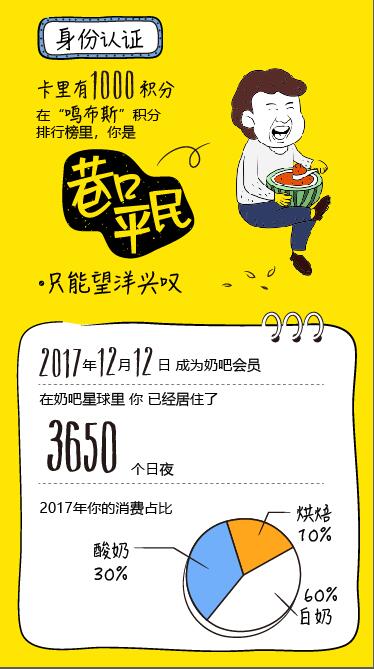 身份认证
卡里有1000积分
在“鸣布斯”积分
排行榜里，你是
巷口
平民
·只能望洋兴叹
2017年12月12日 成为奶吧会员
在奶吧星球里 你 已经居住了
3650 个日夜
2017年你的消费占比
烘焙
10%
酸奶
30%
60%
白奶